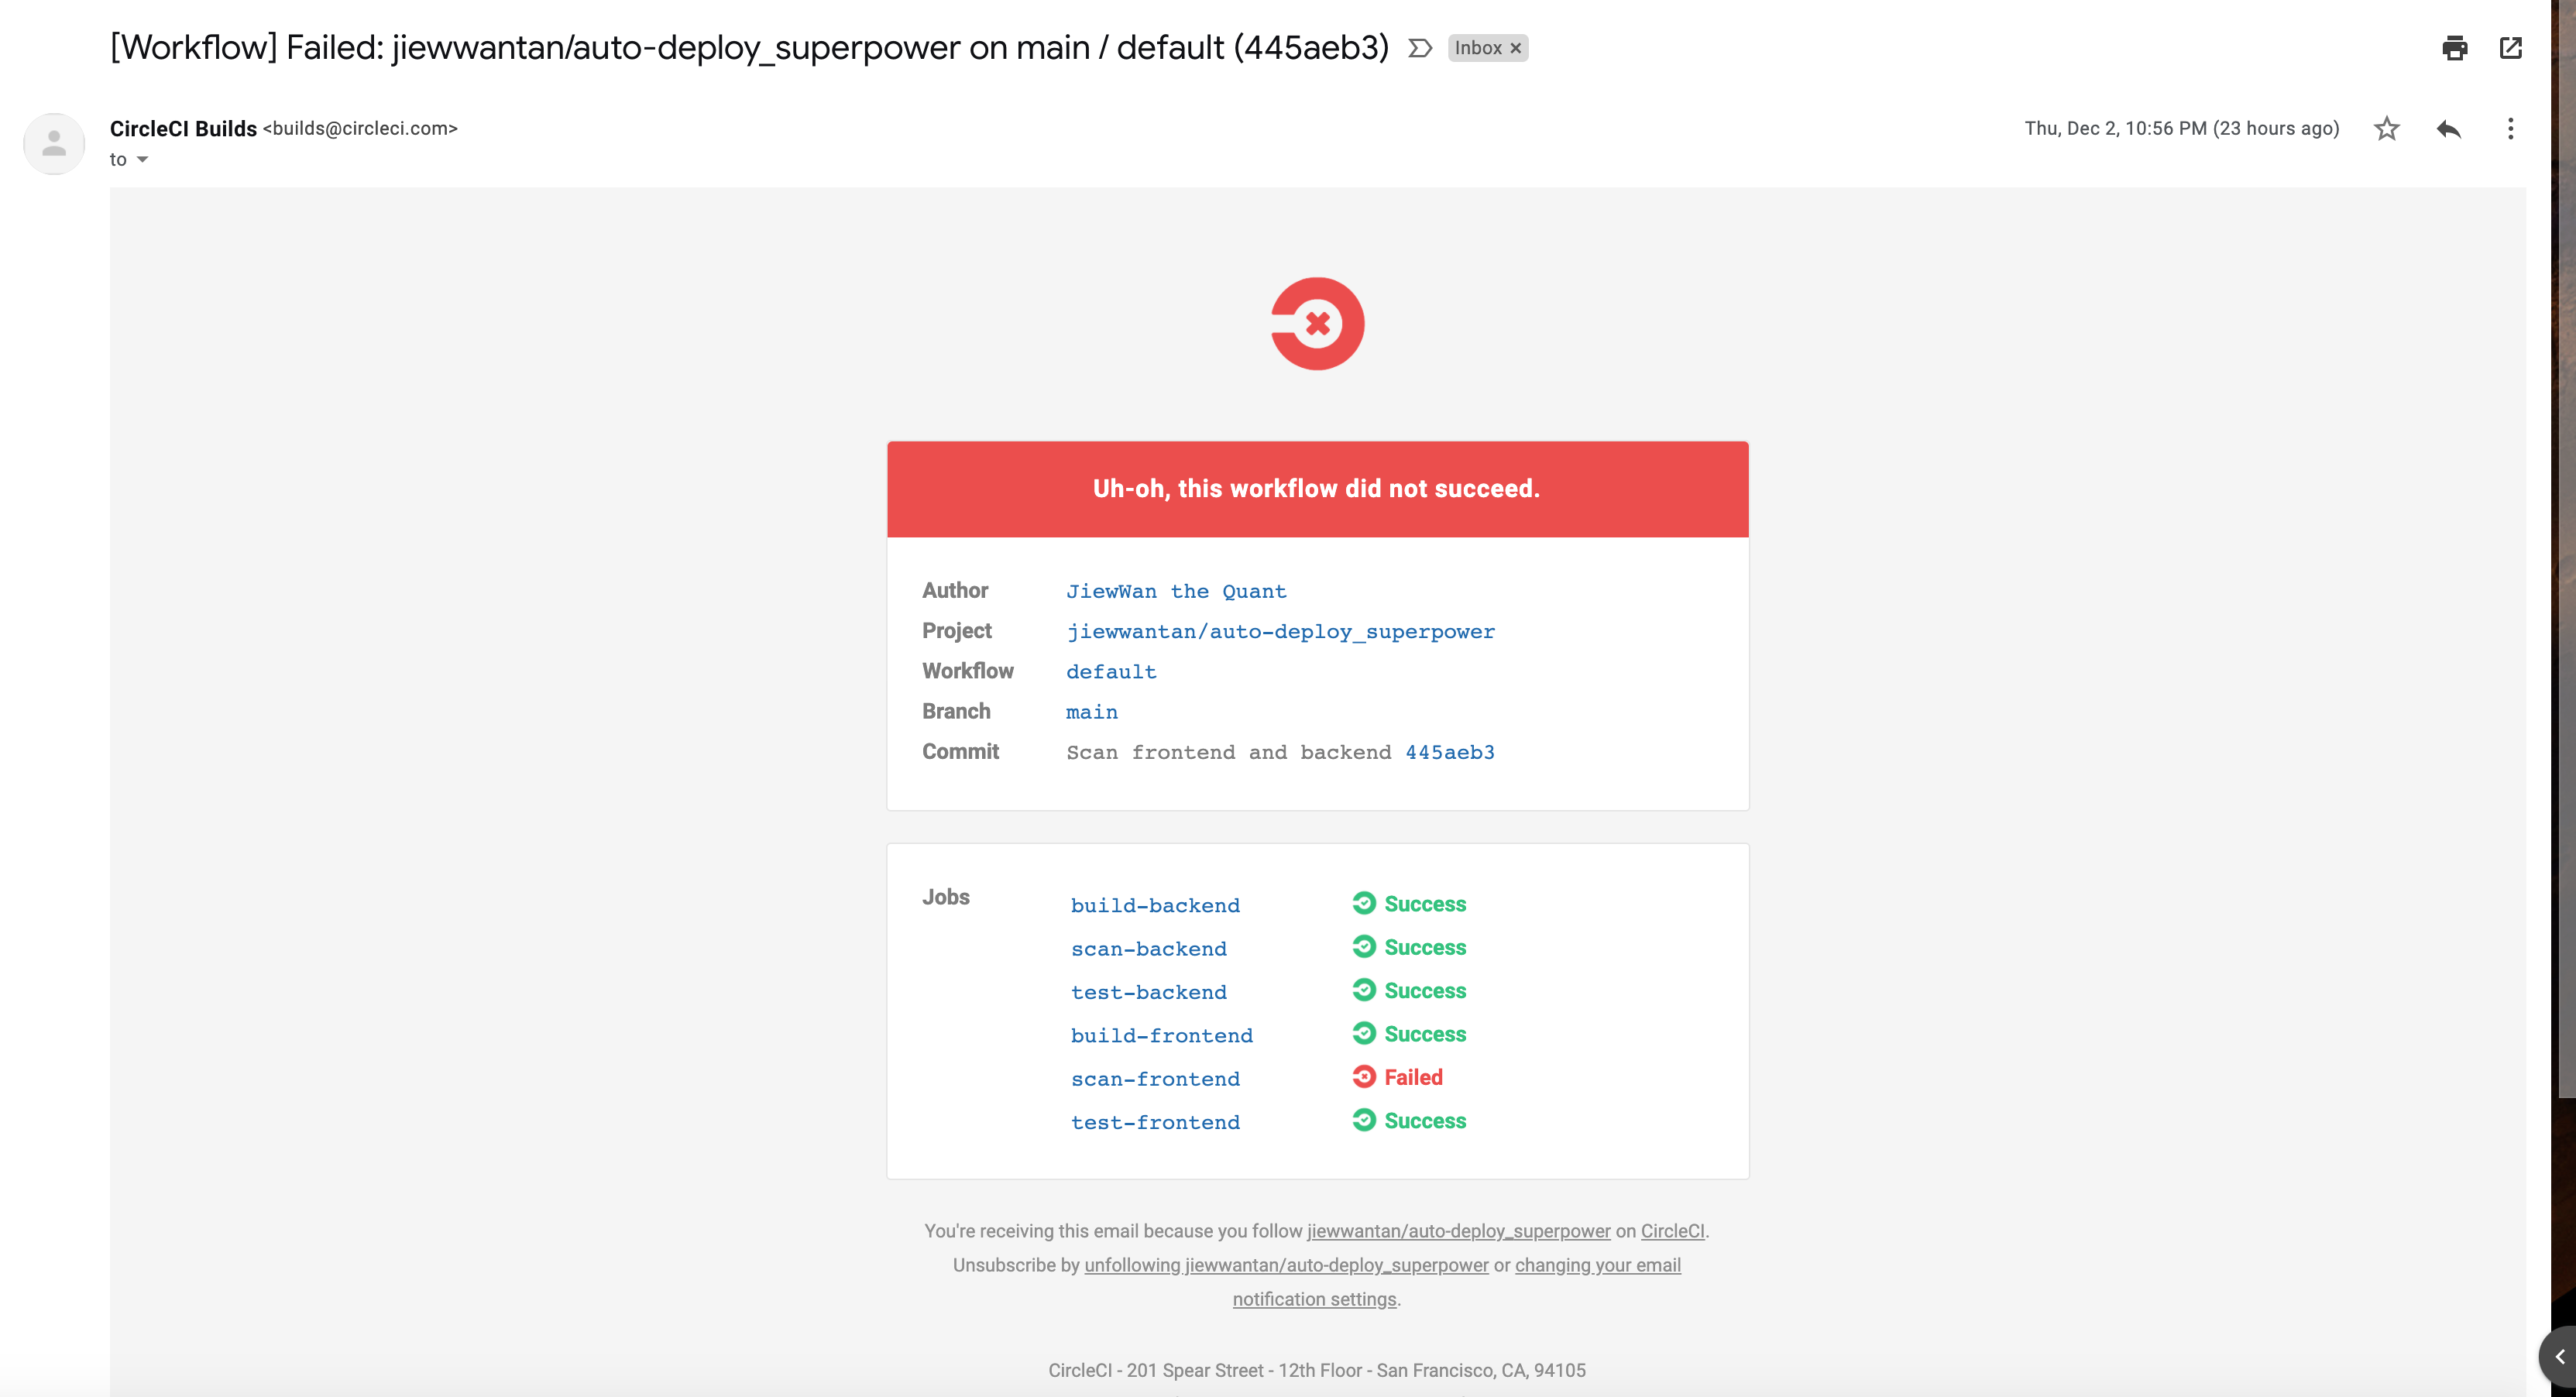 [Workflow] Failed: jiewwantan/auto-deploy_superpower on main / default (445aeb3) Inbox ×
CircleCI Builds <builds@circleci.com> Thu, Dec 2, 10:56 PM (23 hours ago)
to
Uh-oh, this workflow did not succeed.
Author JiewWan the Quant
Project jiewwantan/auto-deploy_superpower
Workflow default
Branch main
Commit Scan frontend and backend 445aeb3
Jobs build-backend Success
scan-backend Success
test-backend Success
build-frontend Success
scan-frontend Failed
test-frontend Success
You're receiving this email because you follow jiewwantan/auto-deploy_superpower on CircleCI.
Unsubscribe by unfollowing jiewwantan/auto-deploy_superpower or changing your email
notification settings.
CircleCI - 201 Spear Street - 12th Floor - San Francisco, CA, 94105